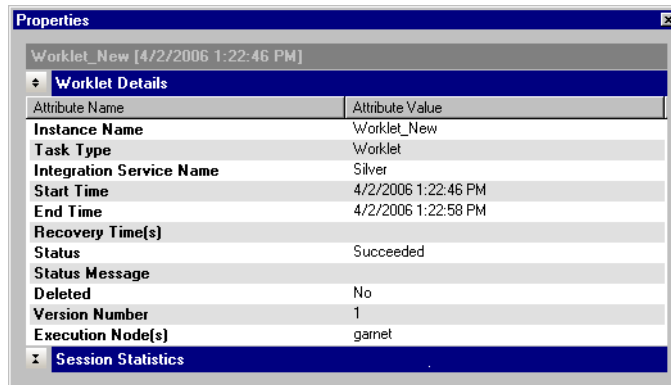 Properties
Worklet_New [4/2/2006 1:22:46 PM]
Worklet Details
Attribute Name Attribute Value
Instance Name Worklet_New
Task Type Worklet
Integration Service Name Silver
Start Time 4/2/2006 1:22:46 PM
End Time 4/2/2006 1:22:58 PM
Recovery Time(s)
Status Succeeded
Status Message
Deleted No
Version Number 1
Execution Node(s) garnet
Session Statistics